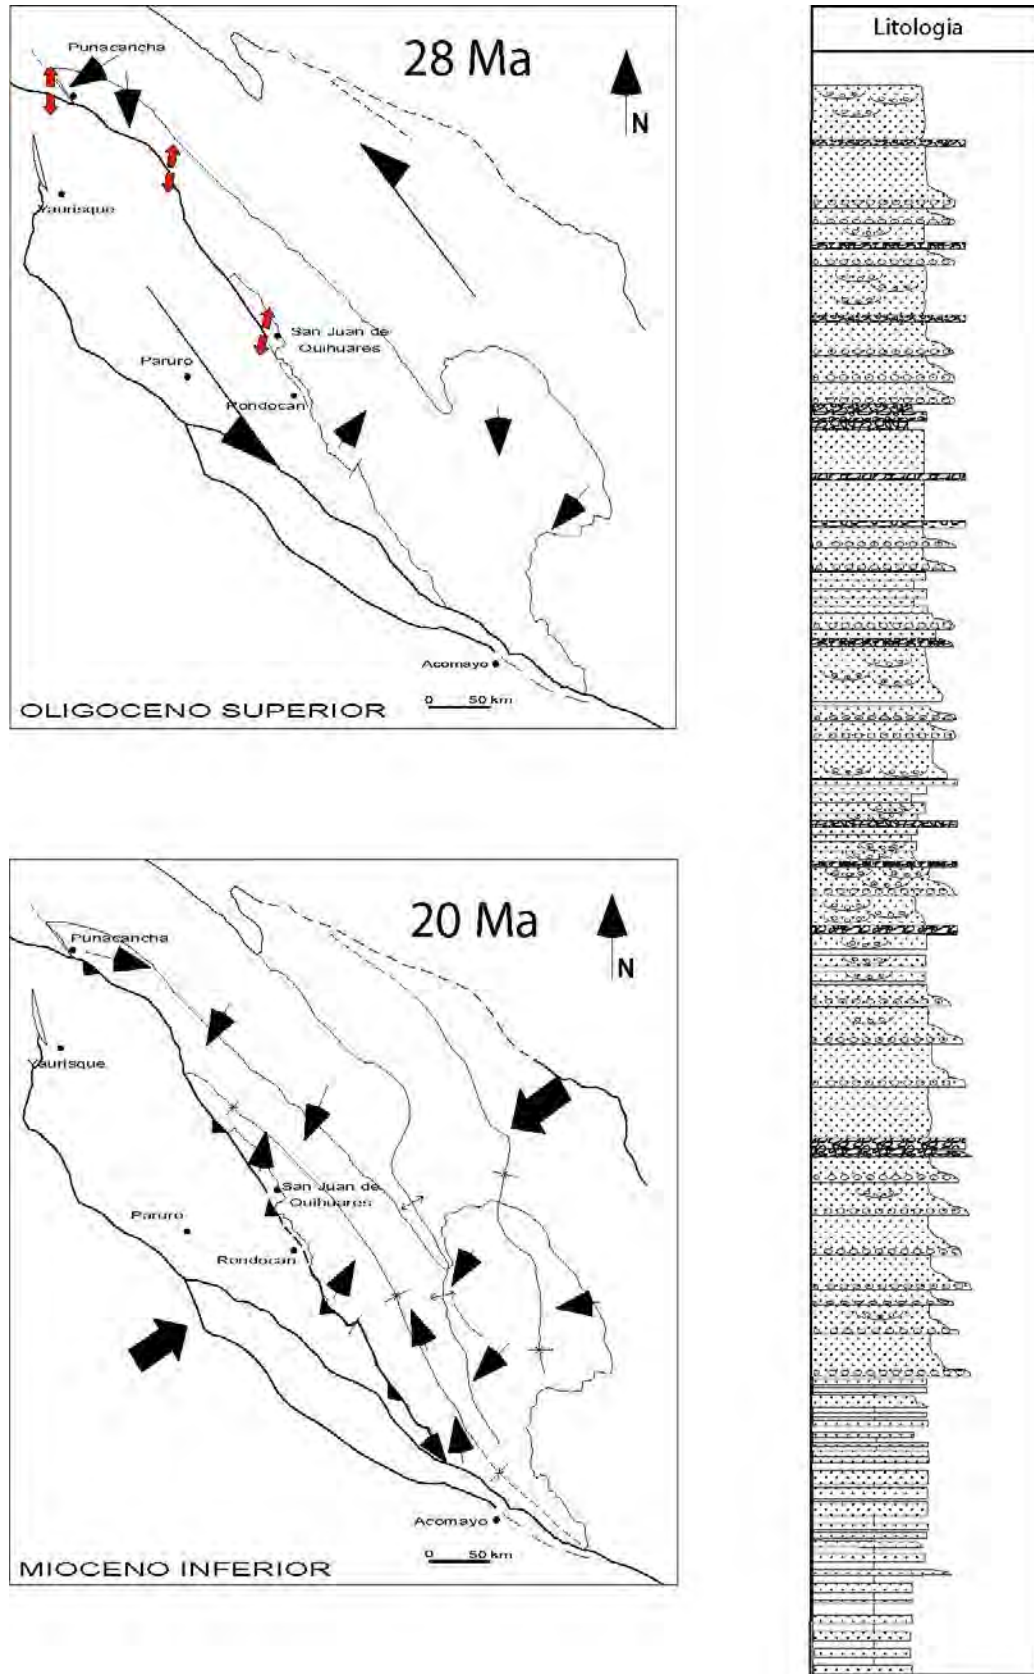 Punacancha
28 Ma
N
Yaurisque
San Juan de
Quihuares
Paruro
Rondocan
Acomayo
0 50 km
OLIGOCENO SUPERIOR
Litologia
20 Ma
Punacancha
N
Yaurisque
San Juan de
Quihuares
Paruro
Rondocan
Acomayo
0 50 km
MIOCENO INFERIOR